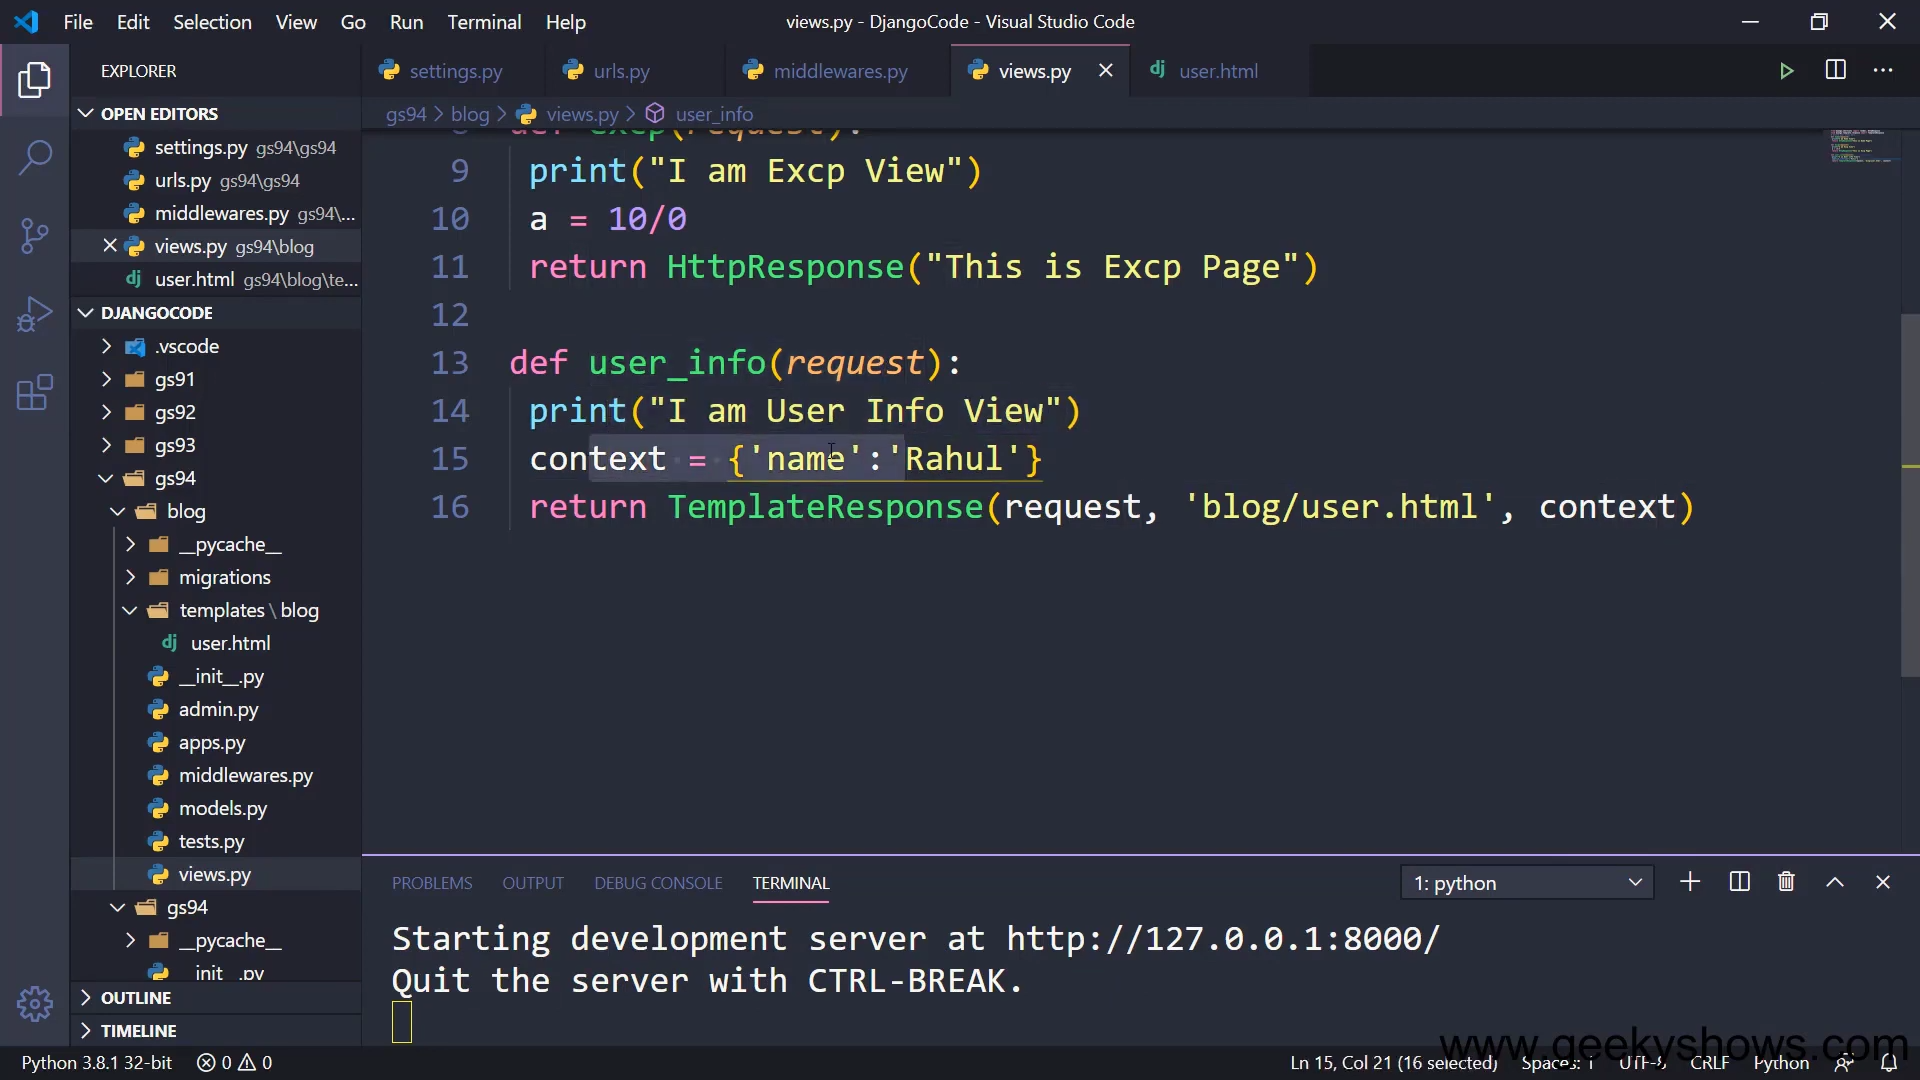 File Edit Selection View Go Run Terminal Help
views.py - DjangoCode - Visual Studio Code
EXPLORER
settings.py urls.py middlewares.py views.py user.html
gs94 > blog > views.py > user_info
OPEN EDITORS
settings.py gs94\gs94
urls.py gs94\gs94
middlewares.py gs94\...
views.py gs94\blog
user.html gs94\blog\te...
DJANGOCODE
.vscode
gs91
gs92
gs93
gs94
blog
__pycache__
migrations
templates \ blog
user.html
__init__.py
admin.py
apps.py
middlewares.py
models.py
tests.py
views.py
gs94
__pycache__
__init__.py
OUTLINE
TIMELINE
8 def excp(request):
9 print("I am Excp View")
10 a = 10/0
11 return HttpResponse("This is Excp Page")
12
13 def user_info(request):
14 print("I am User Info View")
15 context = {'name':'Rahul'}
16 return TemplateResponse(request, 'blog/user.html', context)
PROBLEMS OUTPUT DEBUG CONSOLE TERMINAL
1: python
Starting development server at http://127.0.0.1:8000/
Quit the server with CTRL-BREAK.
www.geekyshows.com
Python 3.8.1 32-bit 0 0
Ln 15, Col 21 (16 selected) Spaces: 1 UTF-8 CRLF Python